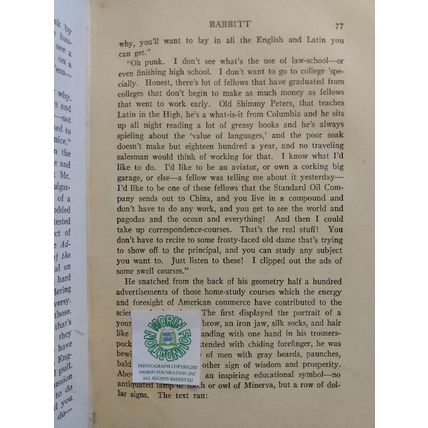 BABBITT 77
why, you'll want to lay in all the English and Latin you
can get."
"Oh punk. I don't see what's the use of law-school—or
even finishing high school. I don't want to go to college 'spe-
cially. Honest, there's lot of fellows that have graduated from
colleges that don't begin to make as much money as fellows
that went to work early. Old Shimmy Peters, that teaches
Latin in the High, he's a what-is-it from Columbia and he sits
up all night reading a lot of greasy books and he's always
spieling about the 'value of languages,' and the poor soak
doesn't make but eighteen hundred a year, and no traveling
salesman would think of working for that. I know what I'd
like to do. I'd like to be an aviator, or own a corking big
garage, or else—a fellow was telling me about it yesterday—
I'd like to be one of these fellows that the Standard Oil Com-
pany sends out to China, and you live in a compound and
don't have to do any work, and you get to see the world and
pagodas and the ocean and everything! And then I could
take up correspondence-courses. That's the real stuff! You
don't have to recite to some frosty-faced old dame that's trying
to show off to the principal, and you can study any subject
you want to. Just listen to these! I clipped out the ads of
some swell courses."
He snatched from the back of his geometry half a hundred
advertisements of those home-study courses which the energy
and foresight of American commerce have contributed to the
science The first displayed the portrait of a
brow, an iron jaw, silk socks, and hair
like Standing with one hand in his trousers-
extended with chiding forefinger, he was
bewi of men with gray beards, paunches,
bald other sign of wisdom and prosperity.
Abov an inspiring educational symbol—no
antiquated lamp or torch or owl of Minerva, but a row of dol-
lar signs. The text ran:
MORIN FOUNDATION
PHOTOGRAPH COPYRIGHT
MORIN FOUNDATION INC
ALL RIGHTS RESERVED